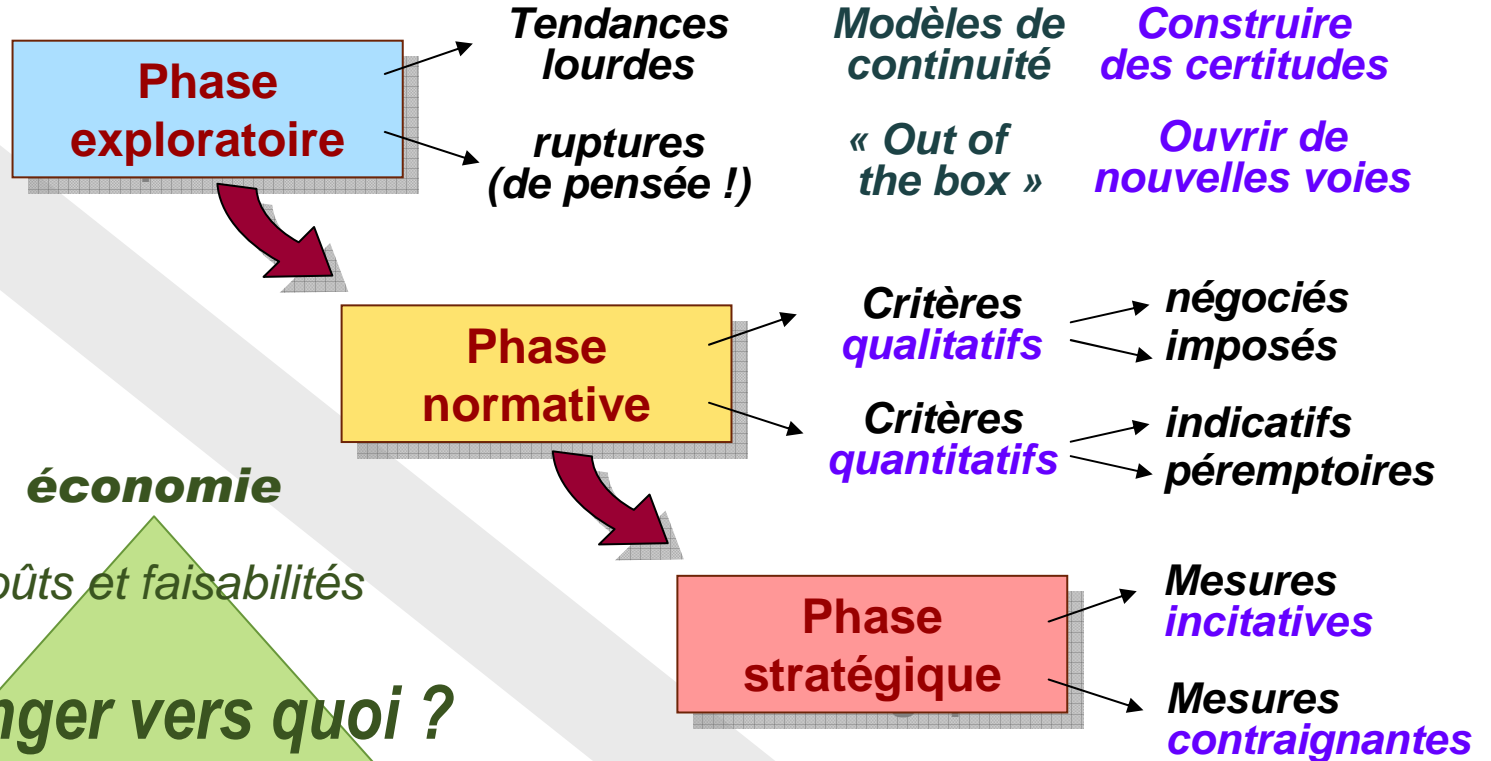 Phase
exploratoire
Tendances
lourdes
Modèles de
continuité
Construire
des certitudes
ruptures
(de pensée !)
« Out of
the box »
Ouvrir de
nouvelles voies
Phase
normative
Critères
qualitatifs
négociés
imposés
Critères
quantitatifs
indicatifs
péremptoires
économie
oûts et faisabilités
nger vers quoi ?
Phase
stratégique
Mesures
incitatives
Mesures
contraignantes